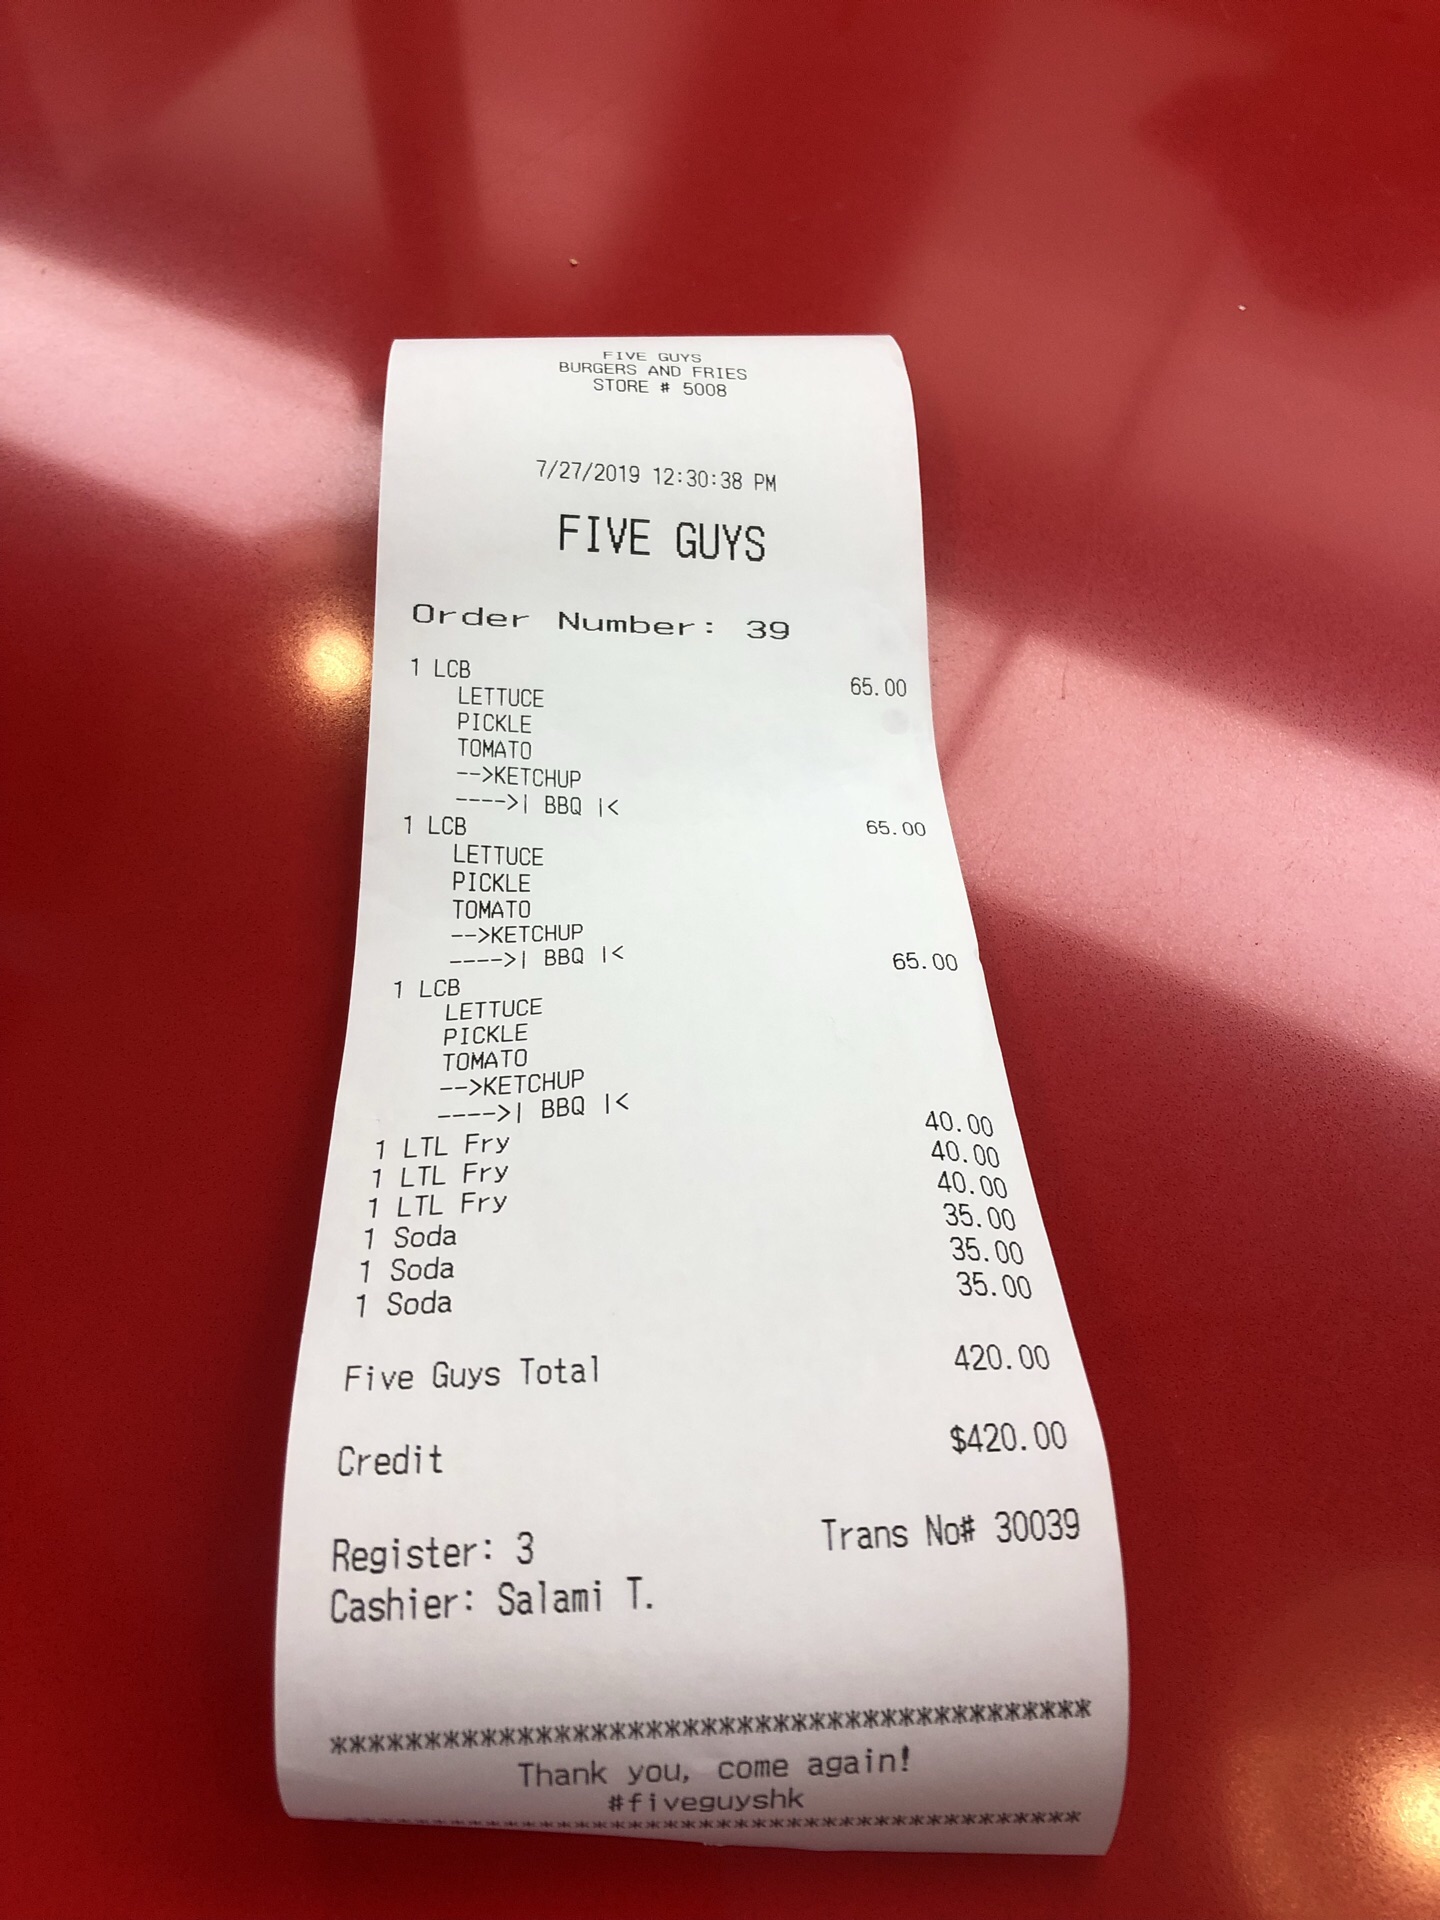 FIVE GUYS
BURGERS AND FRIES
STORE # 5008
7/27/2019 12:30:38 PM
FIVE GUYS
Order Number: 39
1 LCB 65.00
LETTUCE
PICKLE
TOMATO
-->KETCHUP
---->| BBQ |<
1 LCB 65.00
LETTUCE
PICKLE
TOMATO
-->KETCHUP
---->| BBQ |<
1 LCB 65.00
LETTUCE
PICKLE
TOMATO
-->KETCHUP
---->| BBQ |<
1 LTL Fry 40.00
1 LTL Fry 40.00
1 LTL Fry 40.00
1 Soda 35.00
1 Soda 35.00
1 Soda 35.00
Five Guys Total 420.00
Credit $420.00
Register: 3 Trans No# 30039
Cashier: Salami T.
*****************************************
Thank you, come again!
#fiveguyshk
*****************************************